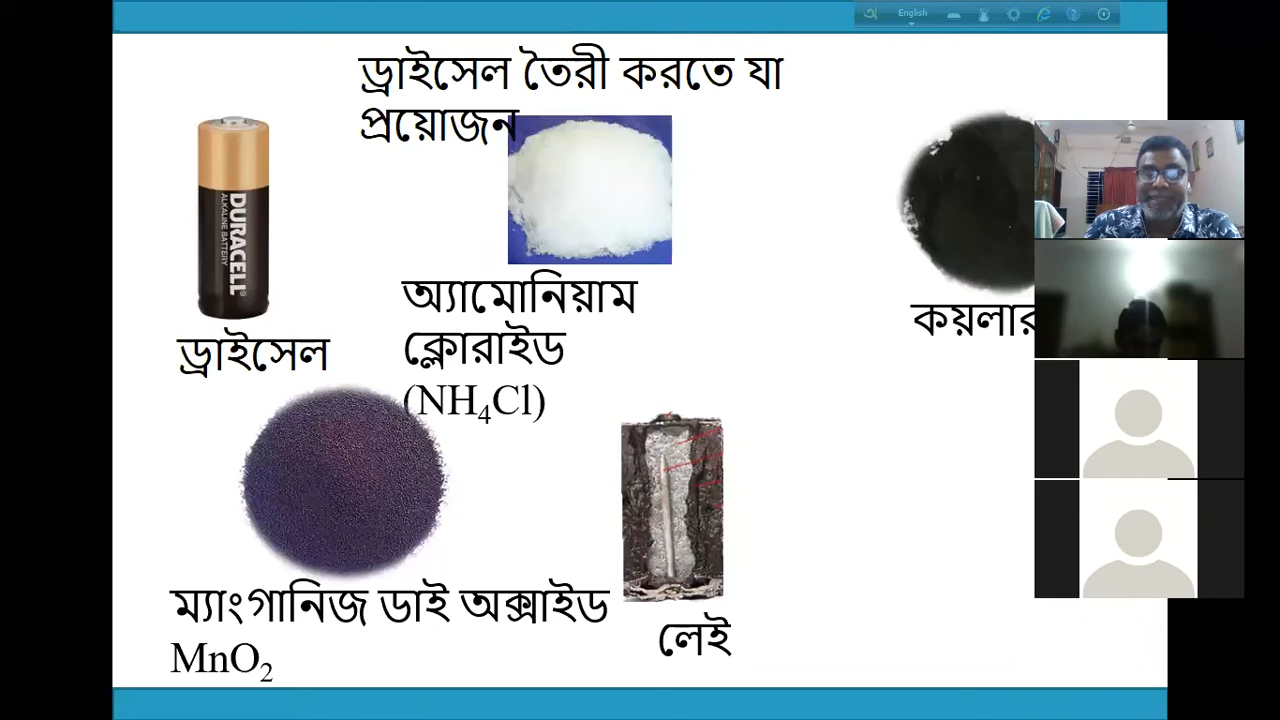 English
ড্রাইসেল তৈরী করতে যা
প্রয়োজন
DURACELL®
ALKALINE BATTERY
ড্রাইসেল
অ্যামোনিয়াম
ক্লোরাইড
(NH₄Cl)
কয়লার
ম্যাংগানিজ ডাই অক্সাইড
MnO₂
লেই